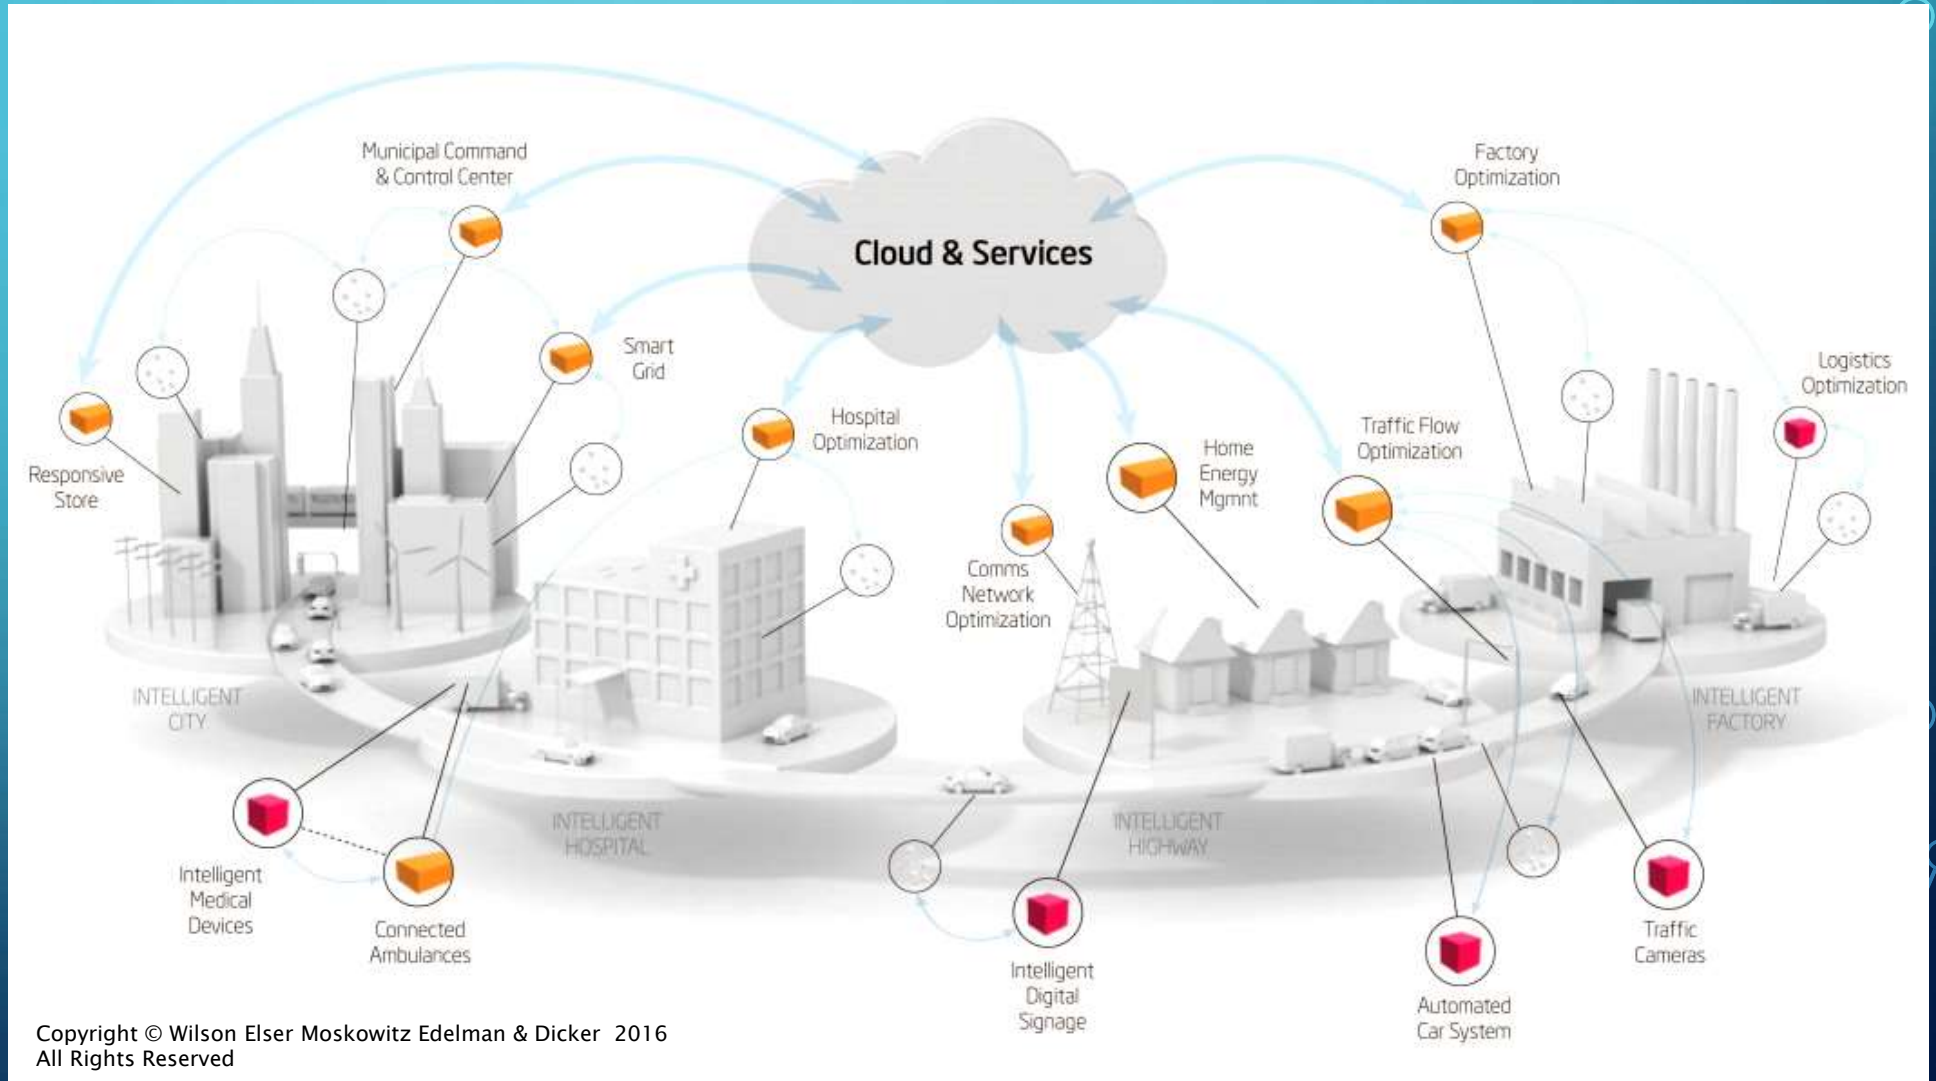 Municipal Command
& Control Center
Factory
Optimization
Cloud & Services
Smart
Grid
Logistics
Optimization
Hospital
Optimization
Traffic Flow
Optimization
Home
Energy
Mgmnt
Responsive
Store
Comms
Network
Optimization
INTELLIGENT
CITY
INTELLIGENT
FACTORY
INTELLIGENT
HOSPITAL
INTELLIGENT
HIGHWAY
Intelligent
Medical
Devices
Connected
Ambulances
Traffic
Cameras
Intelligent
Digital
Signage
Automated
Car System
Copyright © Wilson Elser Moskowitz Edelman & Dicker 2016
All Rights Reserved